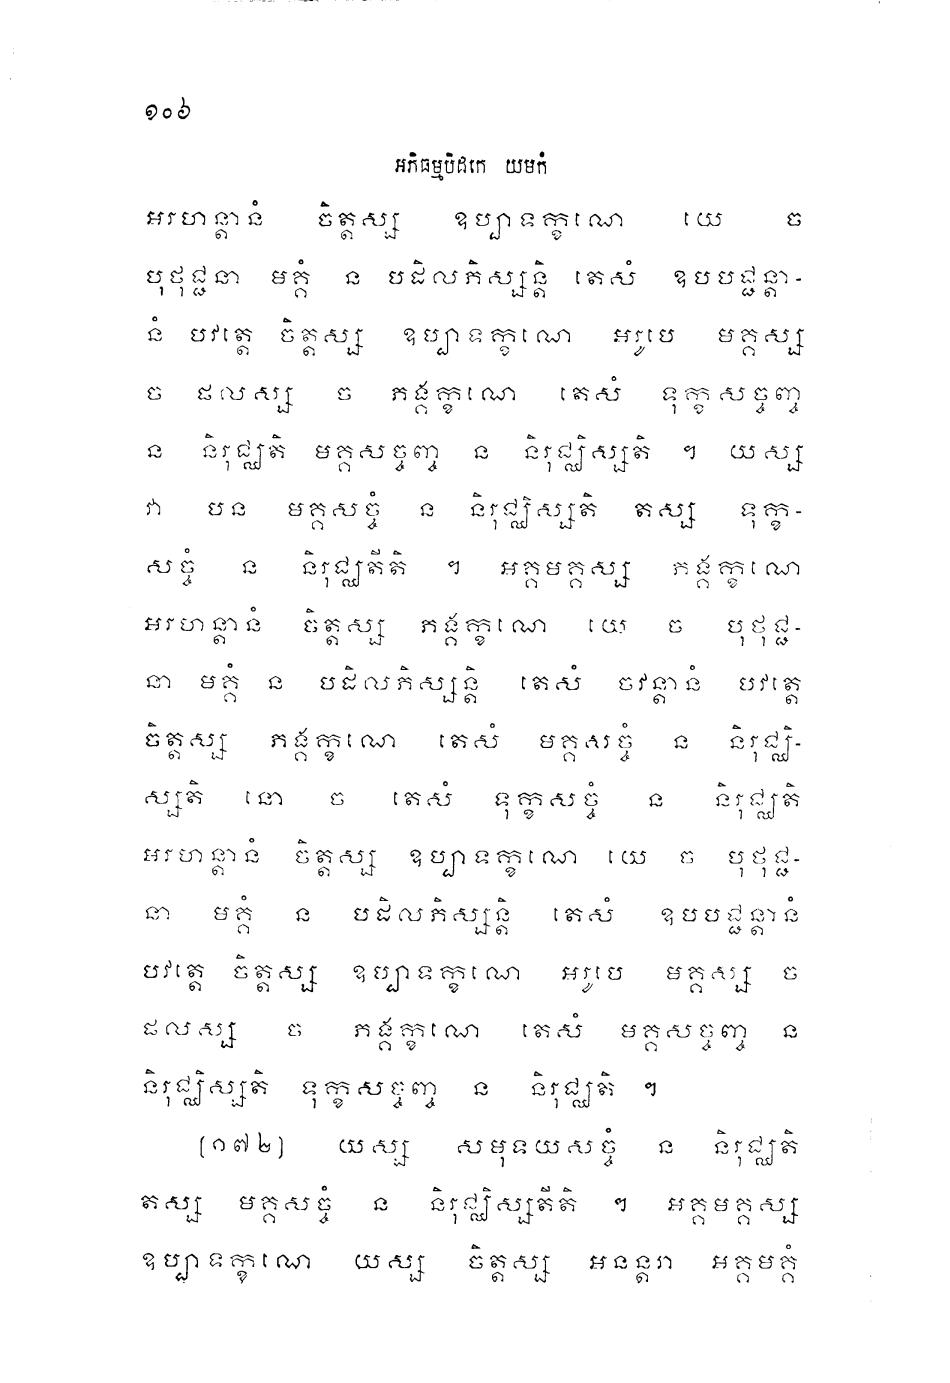 ១០៦
អភិធម្មបិដកេ យមកំ
អរហន្តានំ ចិត្តស្ស ឧប្បាទក្ខណេ យេ ច
បុថុជ្ជនា មគ្គំ ន បដិលភិស្សន្តិ តេសំ ឧបបជ្ជន្តា-
នំ បវត្តេ ចិត្តស្ស ឧប្បាទក្ខណេ អរូបេ មគ្គស្ស
ច ផលស្ស ច ភង្គក្ខណេ តេសំ ទុក្ខសច្ចញ្ច
ន និរុជ្ឈតិ មគ្គសច្ចញ្ច ន និរុជ្ឈិស្សតិ ។ យស្ស
វា បន មគ្គសច្ចំ ន និរុជ្ឈិស្សតិ តស្ស ទុក្ខ-
សច្ចំ ន និរុជ្ឈតីតិ ។ អគ្គមគ្គស្ស ភង្គក្ខណេ
អរហន្តានំ ចិត្តស្ស ភង្គក្ខណេ យេ ច បុថុជ្ជ-
នា មគ្គំ ន បដិលភិស្សន្តិ តេសំ ចវន្តានំ បវត្តេ
ចិត្តស្ស ភង្គក្ខណេ តេសំ មគ្គសច្ចំ ន និរុជ្ឈិ-
ស្សតិ នោ ច តេសំ ទុក្ខសច្ចំ ន និរុជ្ឈតិ
អរហន្តានំ ចិត្តស្ស ឧប្បាទក្ខណេ យេ ច បុថុជ្ជ-
នា មគ្គំ ន បដិលភិស្សន្តិ តេសំ ឧបបជ្ជន្តានំ
បវត្តេ ចិត្តស្ស ឧប្បាទក្ខណេ អរូបេ មគ្គស្ស ច
ផលស្ស ច ភង្គក្ខណេ តេសំ មគ្គសច្ចញ្ច ន
និរុជ្ឈិស្សតិ ទុក្ខសច្ចញ្ច ន និរុជ្ឈតិ ។
(១៧២) យស្ស សមុទយសច្ចំ ន និរុជ្ឈតិ
តស្ស មគ្គសច្ចំ ន និរុជ្ឈិស្សតីតិ ។ អគ្គមគ្គស្ស
ឧប្បាទក្ខណេ យស្ស ចិត្តស្ស អនន្តរា អគ្គមគ្គំ